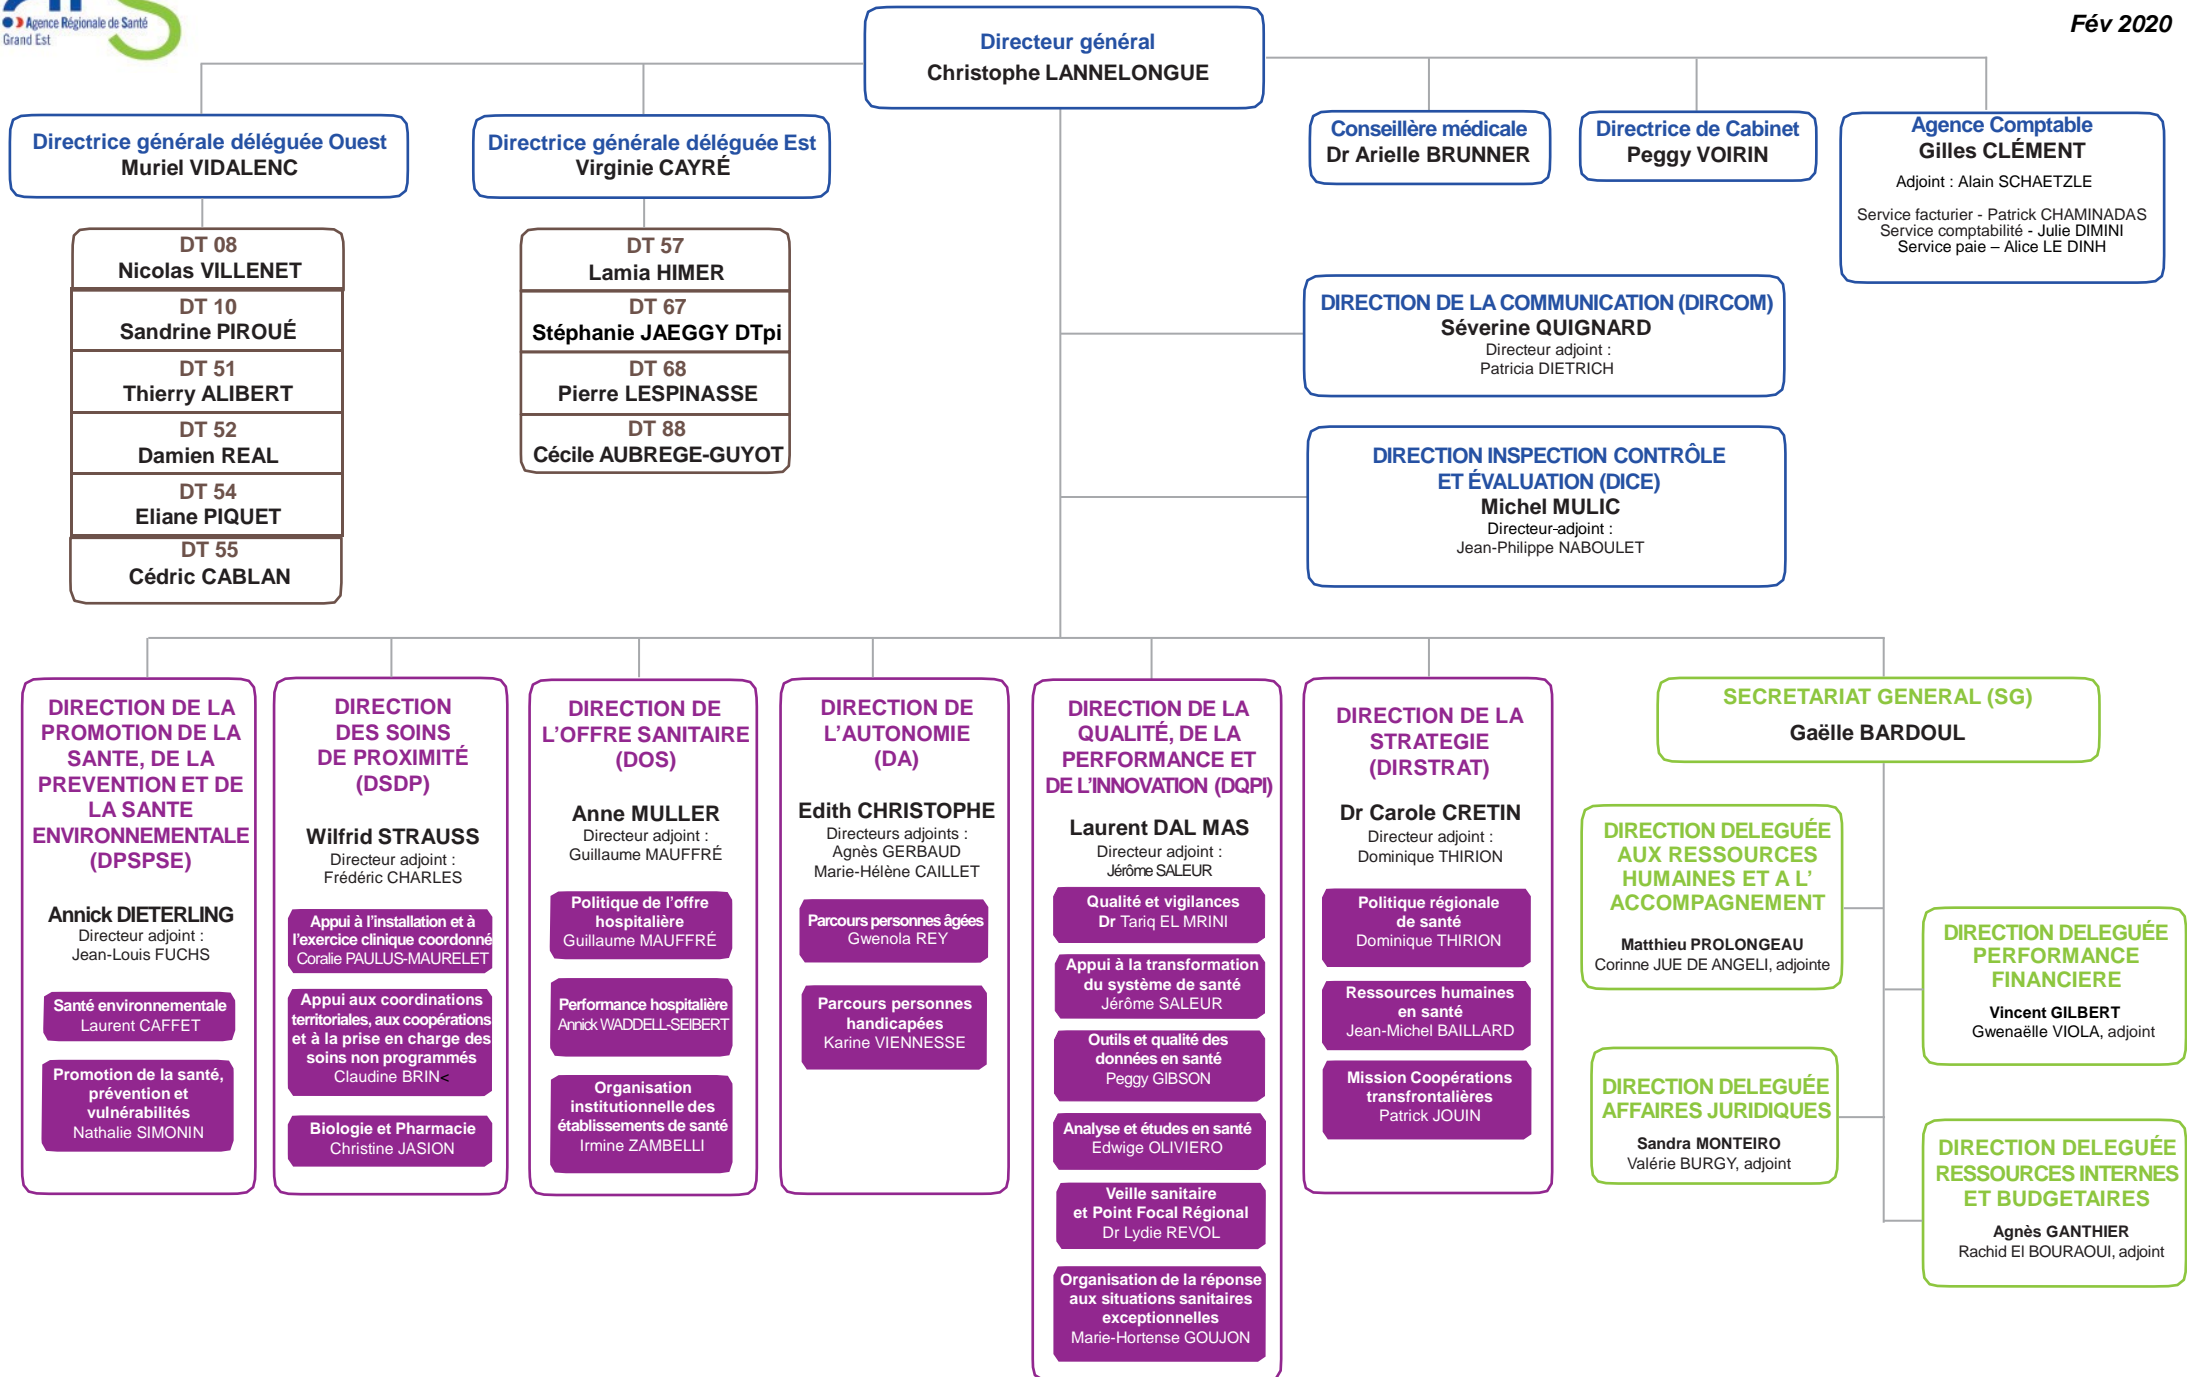 Agence Régionale de Santé
Grand Est
Fév 2020
Directeur général
Christophe LANNELONGUE
Directrice générale déléguée Ouest
Muriel VIDALENC
Directrice générale déléguée Est
Virginie CAYRÉ
Conseillère médicale
Dr Arielle BRUNNER
Directrice de Cabinet
Peggy VOIRIN
Agence Comptable
Gilles CLÉMENT
Adjoint : Alain SCHAETZLE
Service facturier - Patrick CHAMINADAS
Service comptabilité - Julie DIMINI
Service paie – Alice LE DINH
DT 08
Nicolas VILLENET
DT 10
Sandrine PIROUÉ
DT 51
Thierry ALIBERT
DT 52
Damien REAL
DT 54
Eliane PIQUET
DT 55
Cédric CABLAN
DT 57
Lamia HIMER
DT 67
Stéphanie JAEGGY DTpi
DT 68
Pierre LESPINASSE
DT 88
Cécile AUBREGE-GUYOT
DIRECTION DE LA COMMUNICATION (DIRCOM)
Séverine QUIGNARD
Directeur adjoint :
Patricia DIETRICH
DIRECTION INSPECTION CONTRÔLE
ET ÉVALUATION (DICE)
Michel MULIC
Directeur-adjoint :
Jean-Philippe NABOULET
DIRECTION DE LA
PROMOTION DE LA
SANTE, DE LA
PREVENTION ET DE
LA SANTE
ENVIRONNEMENTALE
(DPSPSE)
Annick DIETERLING
Directeur adjoint :
Jean-Louis FUCHS
Santé environnementale
Laurent CAFFET
Promotion de la santé,
prévention et
vulnérabilités
Nathalie SIMONIN
DIRECTION
DES SOINS
DE PROXIMITÉ
(DSDP)
Wilfrid STRAUSS
Directeur adjoint :
Frédéric CHARLES
Appui à l'installation et à
l'exercice clinique coordonné
Coralie PAULUS-MAURELET
Appui aux coordinations
territoriales, aux coopérations
et à la prise en charge des
soins non programmés
Claudine BRIN<
Biologie et Pharmacie
Christine JASION
DIRECTION DE
L'OFFRE SANITAIRE
(DOS)
Anne MULLER
Directeur adjoint :
Guillaume MAUFFRÉ
Politique de l'offre
hospitalière
Guillaume MAUFFRÉ
Performance hospitalière
Annick WADDELL-SEIBERT
Organisation
institutionnelle des
établissements de santé
Irmine ZAMBELLI
DIRECTION DE
L'AUTONOMIE
(DA)
Edith CHRISTOPHE
Directeurs adjoints :
Agnès GERBAUD
Marie-Hélène CAILLET
Parcours personnes âgées
Gwenola REY
Parcours personnes
handicapées
Karine VIENNESSE
DIRECTION DE LA
QUALITÉ, DE LA
PERFORMANCE ET
DE L'INNOVATION (DQPI)
Laurent DAL MAS
Directeur adjoint :
Jérôme SALEUR
Qualité et vigilances
Dr Tariq EL MRINI
Appui à la transformation
du système de santé
Jérôme SALEUR
Outils et qualité des
données en santé
Peggy GIBSON
Analyse et études en santé
Edwige OLIVIERO
Veille sanitaire
et Point Focal Régional
Dr Lydie REVOL
Organisation de la réponse
aux situations sanitaires
exceptionnelles
Marie-Hortense GOUJON
DIRECTION DE LA
STRATEGIE
(DIRSTRAT)
Dr Carole CRETIN
Directeur adjoint :
Dominique THIRION
Politique régionale
de santé
Dominique THIRION
Ressources humaines
en santé
Jean-Michel BAILLARD
Mission Coopérations
transfrontalières
Patrick JOUIN
SECRETARIAT GENERAL (SG)
Gaëlle BARDOUL
DIRECTION DELEGUÉE
AUX RESSOURCES
HUMAINES ET A L'
ACCOMPAGNEMENT
Matthieu PROLONGEAU
Corinne JUE DE ANGELI, adjointe
DIRECTION DELEGUÉE
PERFORMANCE
FINANCIERE
Vincent GILBERT
Gwenaëlle VIOLA, adjoint
DIRECTION DELEGUÉE
AFFAIRES JURIDIQUES
Sandra MONTEIRO
Valérie BURGY, adjoint
DIRECTION DELEGUÉE
RESSOURCES INTERNES
ET BUDGETAIRES
Agnès GANTHIER
Rachid El BOURAOUI, adjoint